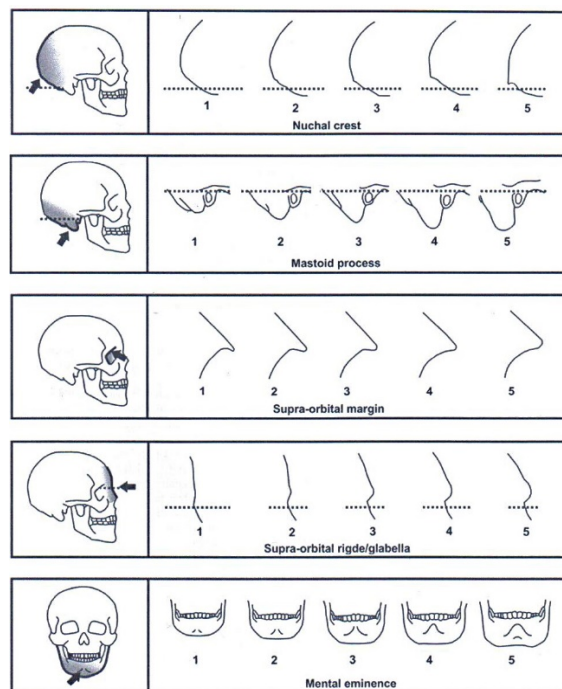 1 2 3 4 5
Nuchal crest
1 2 3 4 5
Mastoid process
1 2 3 4 5
Supra-orbital margin
1 2 3 4 5
Supra-orbital rigde/glabella
1 2 3 4 5
Mental eminence